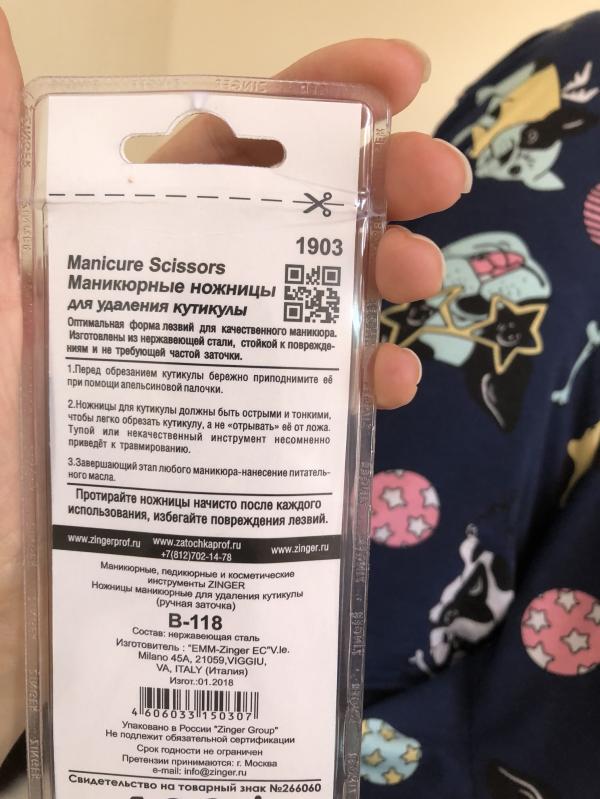 1903
Manicure Scissors
Маникюрные ножницы
для удаления кутикулы
Оптимальная форма лезвий для качественного маникюра.
Изготовлены из нержавеющей стали, стойкой к поврежде-
ниям и не требующей частой заточки.
1.Перед обрезанием кутикулы бережно приподнимите её
при помощи апельсиновой палочки.
2.Ножницы для кутикулы должны быть острыми и тонкими,
чтобы легко обрезать кутикулу, а не «отрывать» её от ложа.
Тупой или некачественный инструмент несомненно
приведёт к травмированию.
3.Завершающий этап любого маникюра-нанесение питатель-
ного масла.
Протирайте ножницы начисто после каждого
использования, избегайте повреждения лезвий.
www.zingerprof.ru www.zatochkaprof.ru www.zinger.ru
+7(812)702-14-78
Маникюрные, педикюрные и косметические
инструменты ZINGER
Ножницы маникюрные для удаления кутикулы
(ручная заточка)
B-118
Состав: нержавеющая сталь
Изготовитель : "EMM-Zinger EC"V.le.
Milano 45A, 21059,VIGGIU,
VA, ITALY (Италия)
Изгот.:01.2018
4 606033 150307
Упаковано в России "Zinger Group"
Не подлежит обязательной сертификации
Срок годности не ограничен
Претензии принимаются: г. Москва
e-mail: info@zinger.ru
Свидетельство на товарный знак №266060